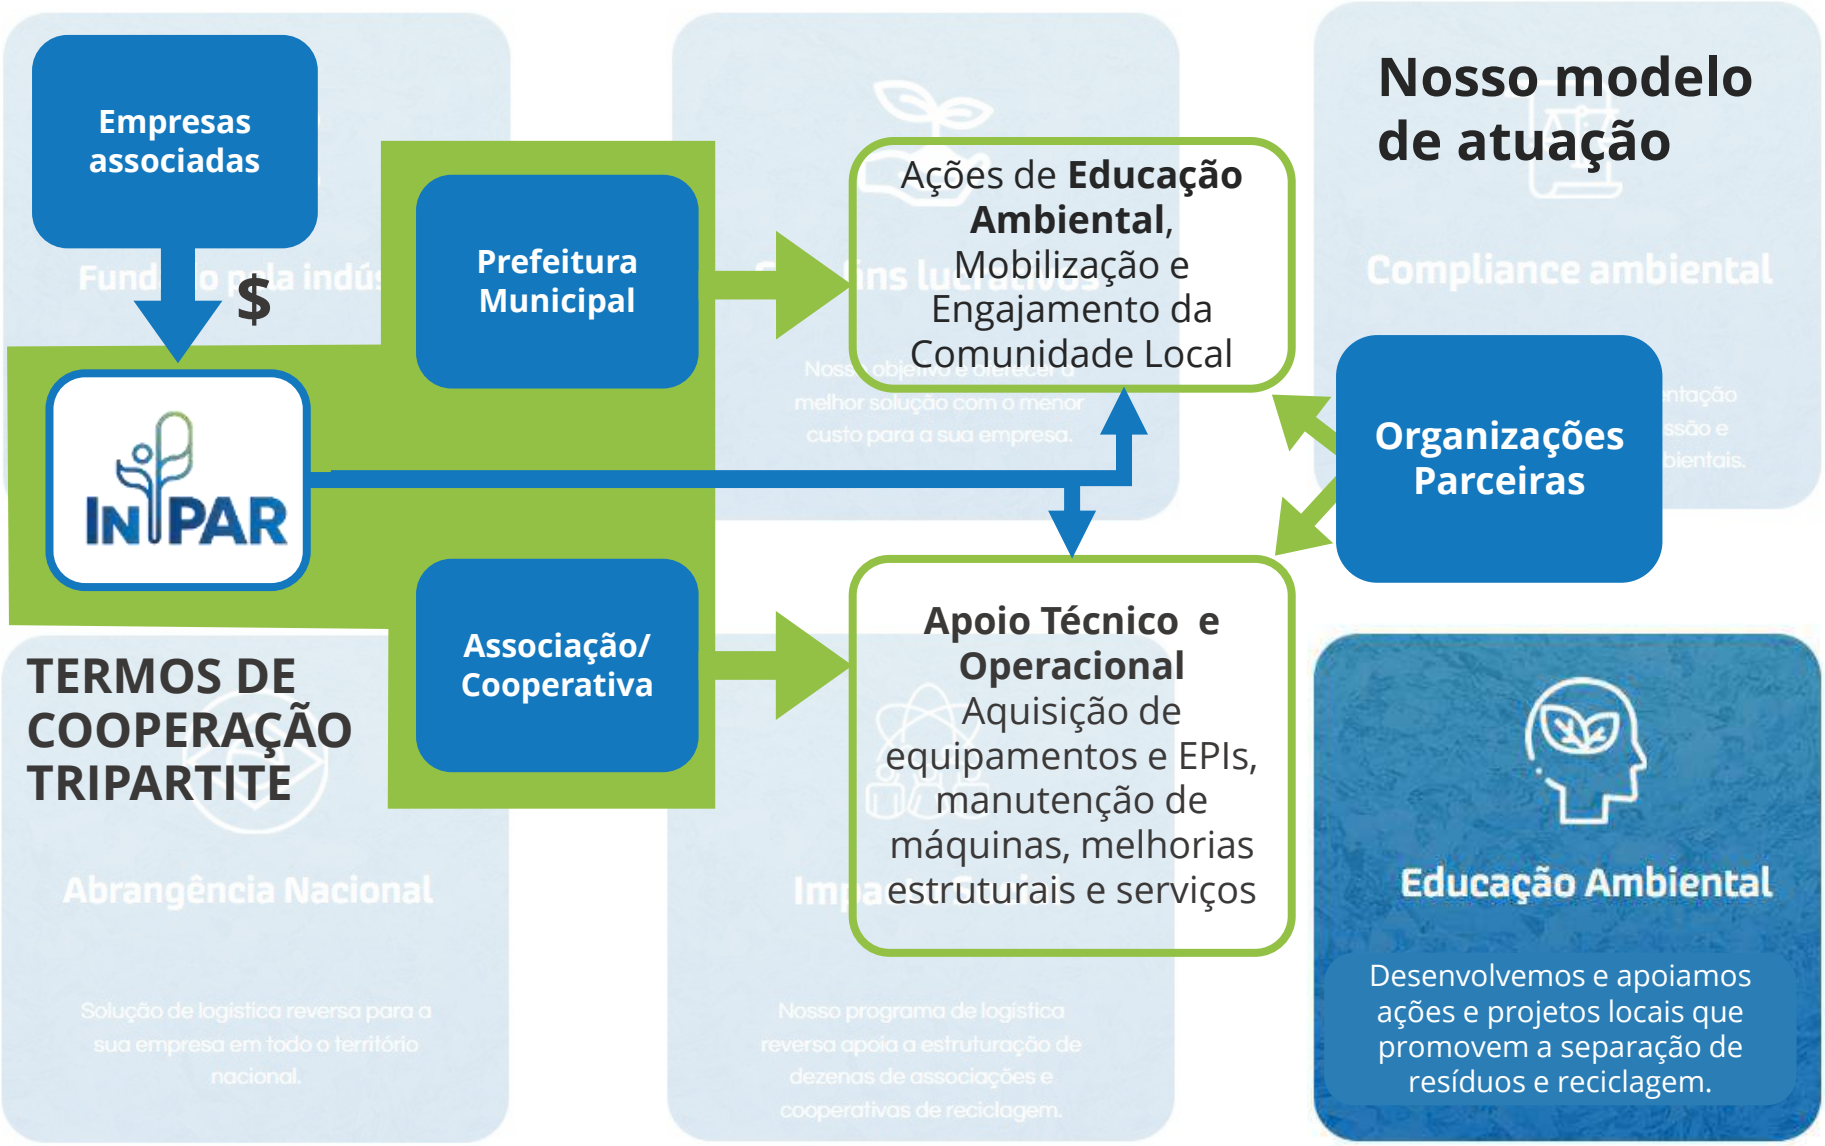 Nosso modelo
de atuação
Empresas
associadas
$
INPAR
TERMOS DE
COOPERAÇÃO
TRIPARTITE
Prefeitura
Municipal
Associação/
Cooperativa
Ações de Educação
Ambiental,
Mobilização e
Engajamento da
Comunidade Local
Apoio Técnico e
Operacional
Aquisição de
equipamentos e EPIs,
manutenção de
máquinas, melhorias
estruturais e serviços
Organizações
Parceiras
Educação Ambiental
Desenvolvemos e apoiamos
ações e projetos locais que
promovem a separação de
resíduos e reciclagem.
Compliance ambiental
melhor solução com o menor
custo para a sua empresa.
Abrangência Nacional
Solução de logística reversa para a
sua empresa em todo o território
nacional.
Nosso programa de logística
reversa apoia a estruturação de
dezenas de associações e
cooperativas de reciclagem.